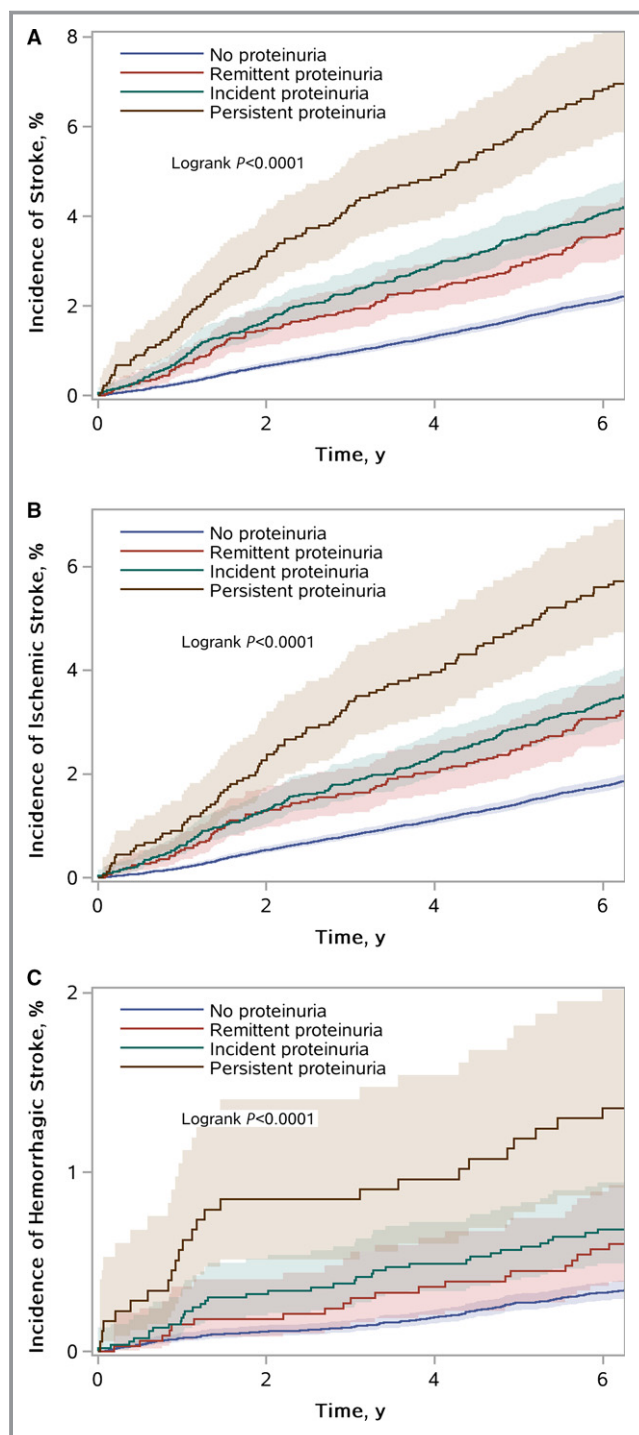 A
8
6
4
2
0
Incidence of Stroke, %
No proteinuria
Remittent proteinuria
Incident proteinuria
Persistent proteinuria
Logrank P<0.0001
0 2 4 6
Time, y
B
6
4
2
0
Incidence of Ischemic Stroke, %
No proteinuria
Remittent proteinuria
Incident proteinuria
Persistent proteinuria
Logrank P<0.0001
0 2 4 6
Time, y
C
2
1
0
Incidence of Hemorrhagic Stroke, %
No proteinuria
Remittent proteinuria
Incident proteinuria
Persistent proteinuria
Logrank P<0.0001
0 2 4 6
Time, y